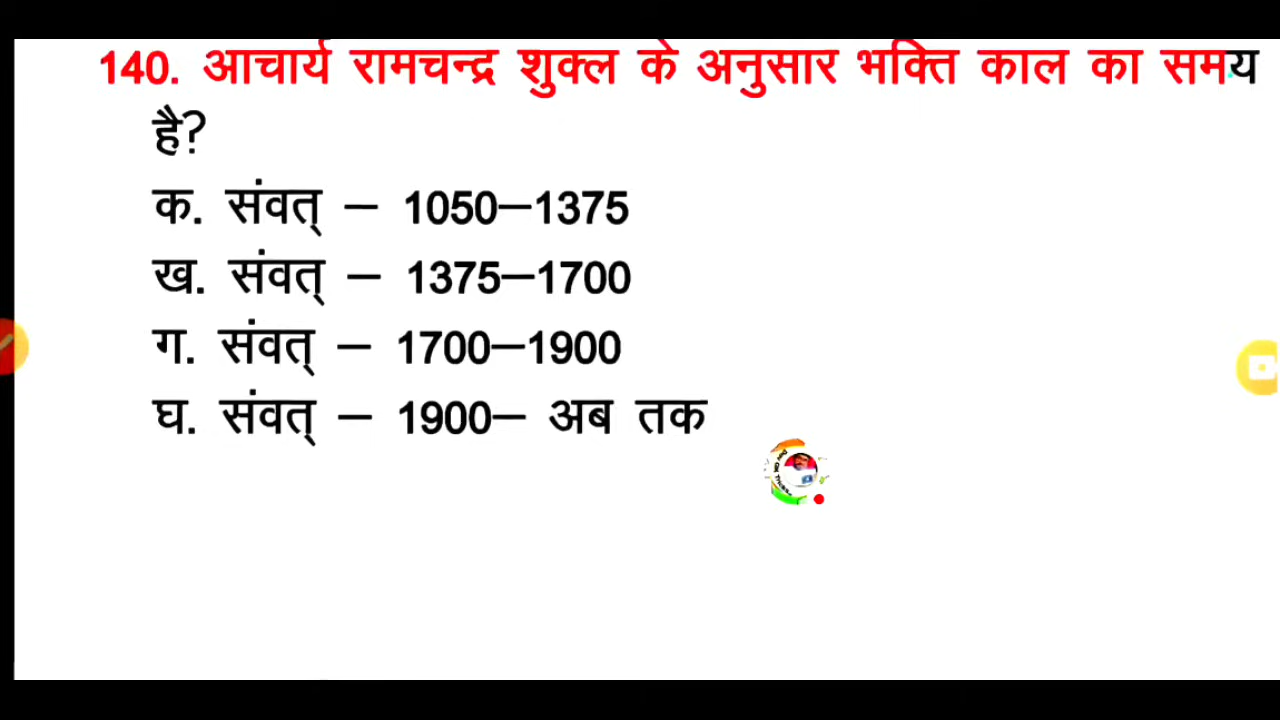 140. आचार्य रामचन्द्र शुक्ल के अनुसार भक्ति काल का समय
है?
क. संवत् – 1050–1375
ख. संवत् – 1375–1700
ग. संवत् – 1700–1900
घ. संवत् – 1900– अब तक